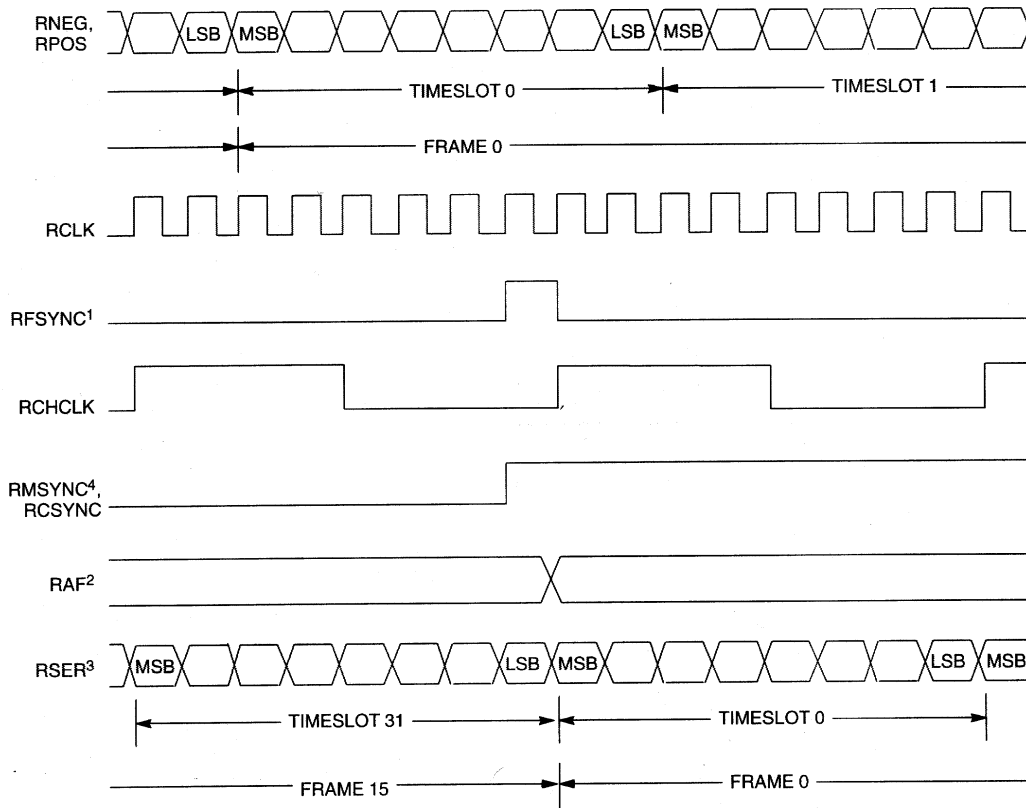 RNEG,
RPOS
LSB MSB LSB MSB
TIMESLOT 0 TIMESLOT 1
FRAME 0
RCLK
RFSYNC¹
RCHCLK
RMSYNC⁴,
RCSYNC
RAF²
RSER³ MSB LSB MSB LSB MSB
TIMESLOT 31 TIMESLOT 0
FRAME 15 FRAME 0